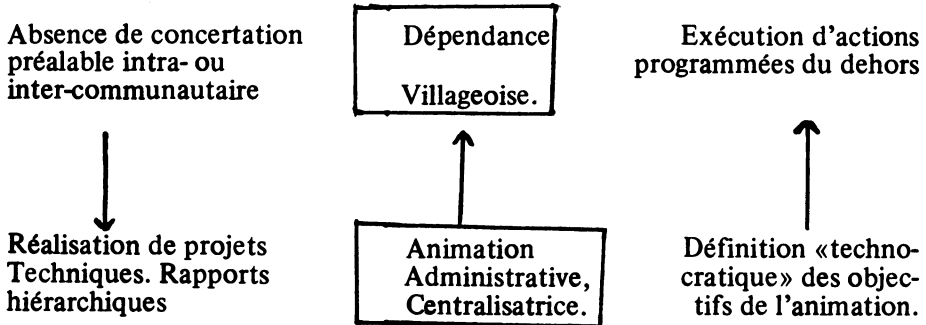 Absence de concertation
préalable intra- ou
inter-communautaire
Dépendance
Villageoise.
Exécution d'actions
programmées du dehors
Réalisation de projets
Techniques. Rapports
hiérarchiques
Animation
Administrative,
Centralisatrice.
Définition «techno-
cratique» des objec-
tifs de l'animation.